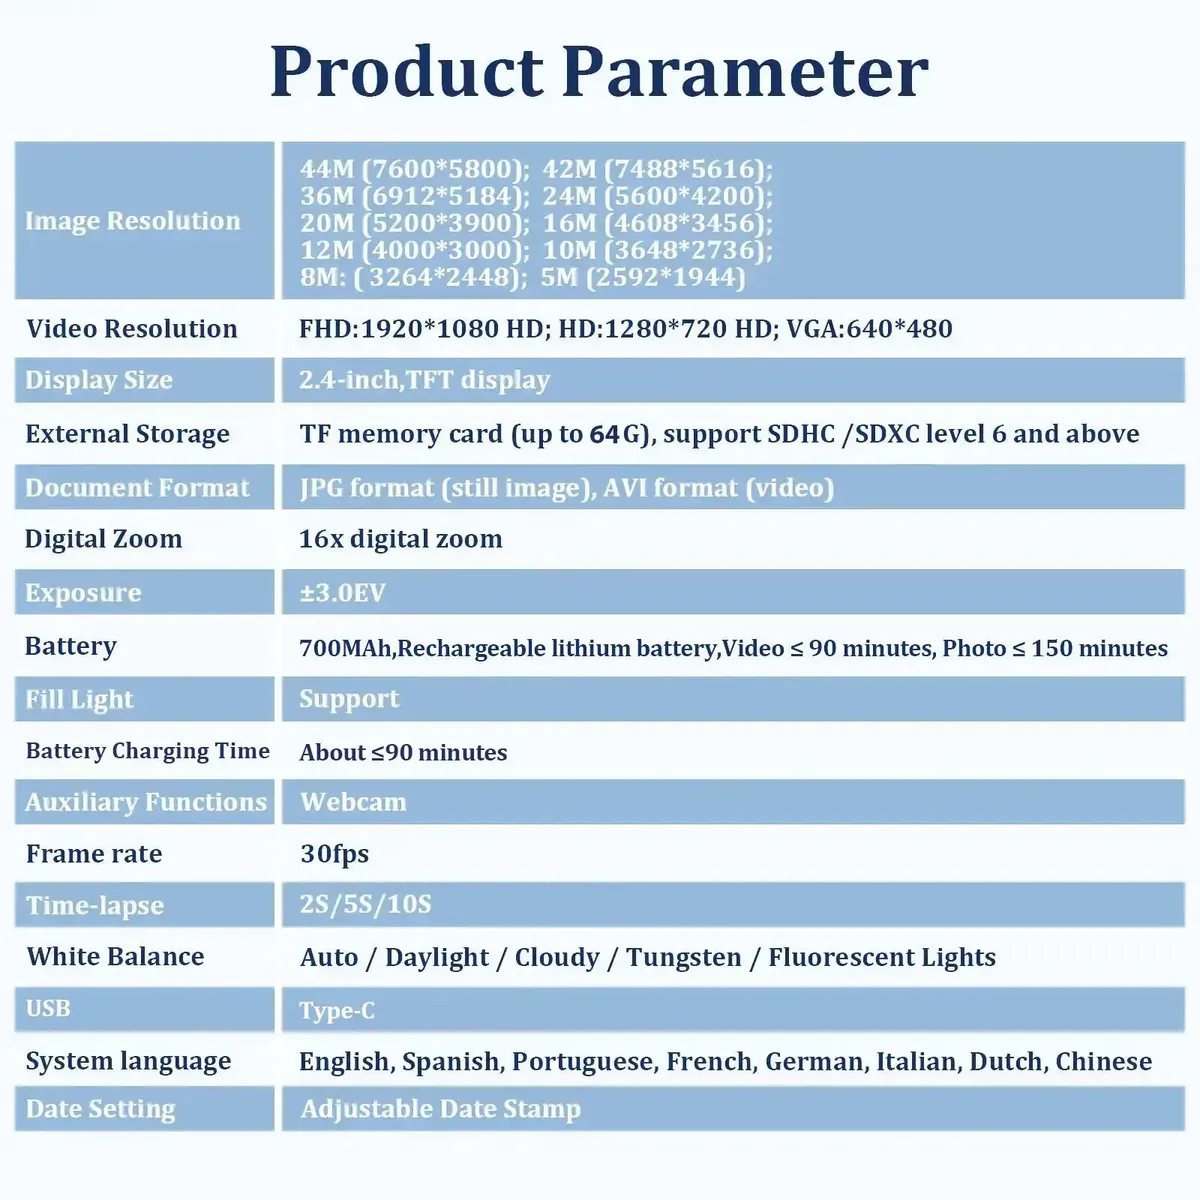 Product Parameter
Image Resolution
44M (7600*5800); 42M (7488*5616);
36M (6912*5184); 24M (5600*4200);
20M (5200*3900); 16M (4608*3456);
12M (4000*3000); 10M (3648*2736);
8M: ( 3264*2448); 5M (2592*1944)
Video Resolution FHD:1920*1080 HD; HD:1280*720 HD; VGA:640*480
Display Size 2.4-inch,TFT display
External Storage TF memory card (up to 64G), support SDHC /SDXC level 6 and above
Document Format JPG format (still image), AVI format (video)
Digital Zoom 16x digital zoom
Exposure ±3.0EV
Battery 700MAh,Rechargeable lithium battery,Video ≤ 90 minutes, Photo ≤ 150 minutes
Fill Light Support
Battery Charging Time About ≤90 minutes
Auxiliary Functions Webcam
Frame rate 30fps
Time-lapse 2S/5S/10S
White Balance Auto / Daylight / Cloudy / Tungsten / Fluorescent Lights
USB Type-C
System language English, Spanish, Portuguese, French, German, Italian, Dutch, Chinese
Date Setting Adjustable Date Stamp